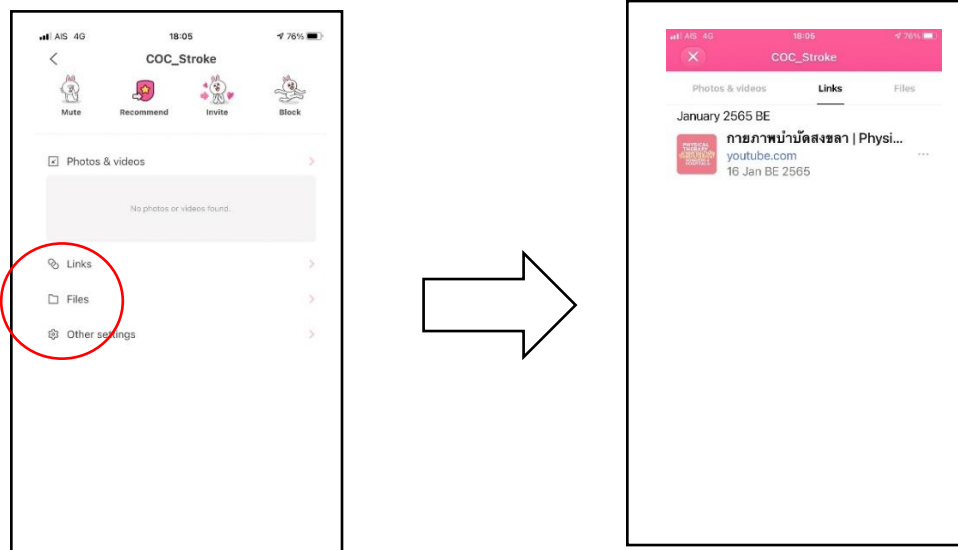 AIS 4G 18:05 76%
COC_Stroke
Mute Recommend Invite Block
Photos & videos
No photos or videos found.
Links
Files
Other settings
AIS 4G 18:05 76%
COC_Stroke
Photos & videos Links Files
January 2565 BE
กายภาพบำบัดสงขลา | Physi...
youtube.com
16 Jan BE 2565
PHYSICAL
THERAPY